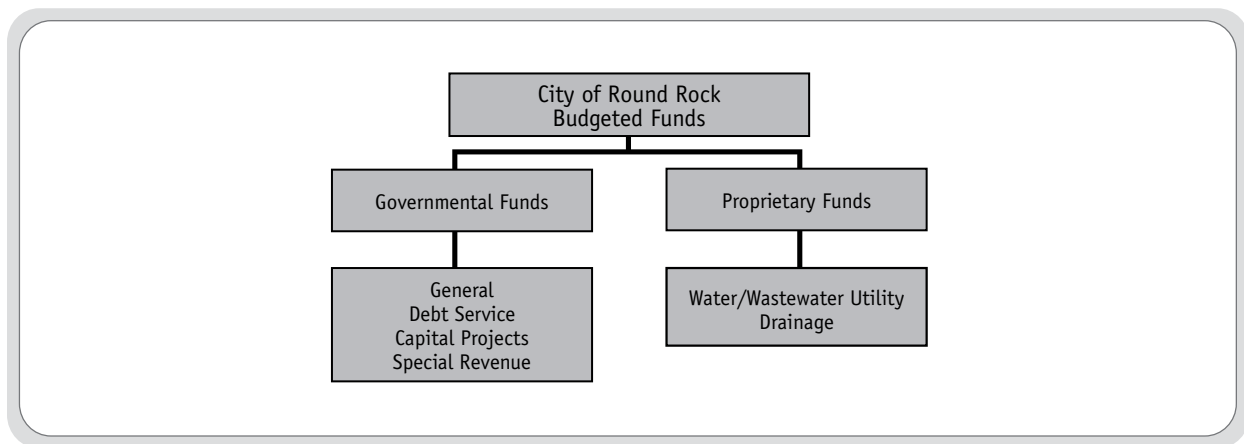 City of Round Rock
Budgeted Funds
Governmental Funds
Proprietary Funds
General
Debt Service
Capital Projects
Special Revenue
Water/Wastewater Utility
Drainage